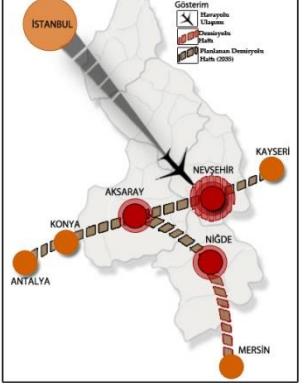 Gösterim
Havayolu
Ulaşımı
Demiryolu
Hattı
Planlanan Demiryolu
Hattı (2035)
İSTANBUL
KAYSERİ
NEVŞEHİR
AKSARAY
KONYA
NİĞDE
ANTALYA
MERSİN